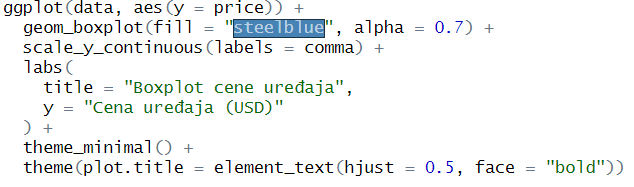 ggplot(data, aes(y = price)) +
  geom_boxplot(fill = "steelblue", alpha = 0.7) +
  scale_y_continuous(labels = comma) +
  labs(
    title = "Boxplot cene uređaja",
    y = "Cena uređaja (USD)"
  ) +
  theme_minimal() +
  theme(plot.title = element_text(hjust = 0.5, face = "bold"))